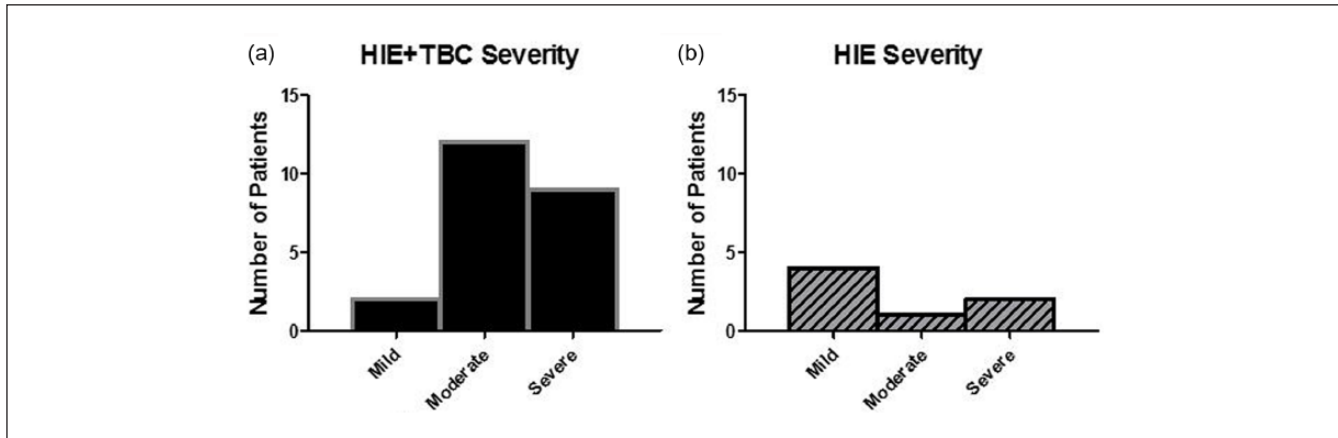 (a)
HIE+TBC Severity
Number of Patients
15
10
5
0
Mild
Moderate
Severe
(b)
HIE Severity
Number of Patients
15
10
5
0
Mild
Moderate
Severe